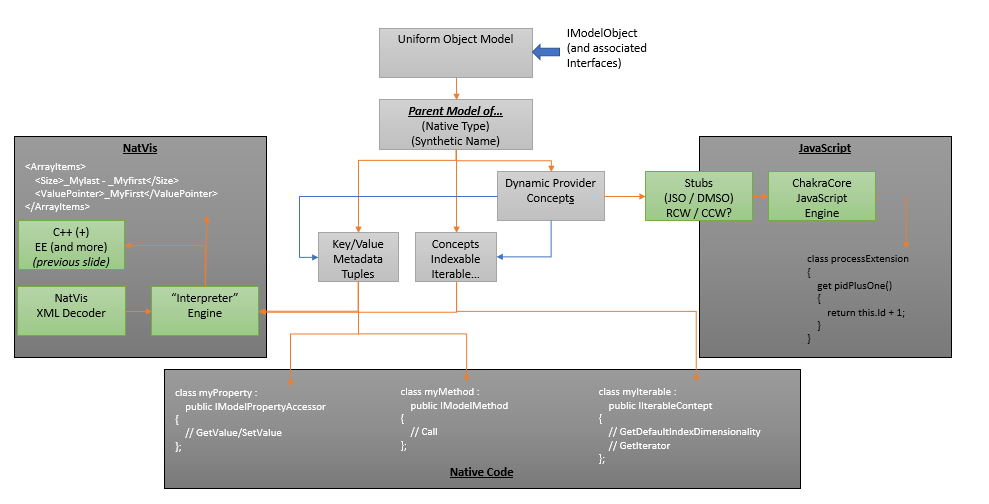 Uniform Object Model
IModelObject
(and associated
Interfaces)
Parent Model of...
(Native Type)
(Synthetic Name)
NatVis
<ArrayItems>
<Size>_Mylast - _Myfirst</Size>
<ValuePointer>_MyFirst</ValuePointer>
</ArrayItems>
C++ (+)
EE (and more)
(previous slide)
NatVis
XML Decoder
"Interpreter"
Engine
Dynamic Provider
Concepts
Key/Value
Metadata
Tuples
Concepts
Indexable
Iterable...
JavaScript
Stubs
(JSO / DMSO)
RCW / CCW?
ChakraCore
JavaScript
Engine
class processExtension
{
get pidPlusOne()
{
return this.Id + 1;
}
}
class myProperty :
public IModelPropertyAccessor
{
// GetValue/SetValue
};
class myMethod :
public IModelMethod
{
// Call
};
class myIterable :
public IIterableContept
{
// GetDefaultIndexDimensionality
// GetIterator
};
Native Code